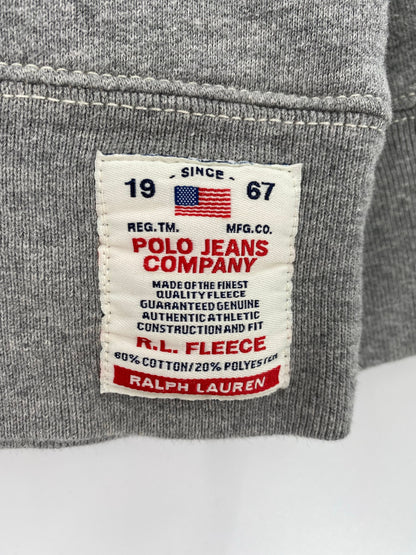 - SINCE -
19 67
REG.TM. MFG.CO.
POLO JEANS
COMPANY
MADE OF THE FINEST
QUALITY FLEECE
GUARANTEED GENUINE
AUTHENTIC ATHLETIC
CONSTRUCTION AND FIT
R.L. FLEECE
80% COTTON/20% POLYESTER
RALPH LAUREN